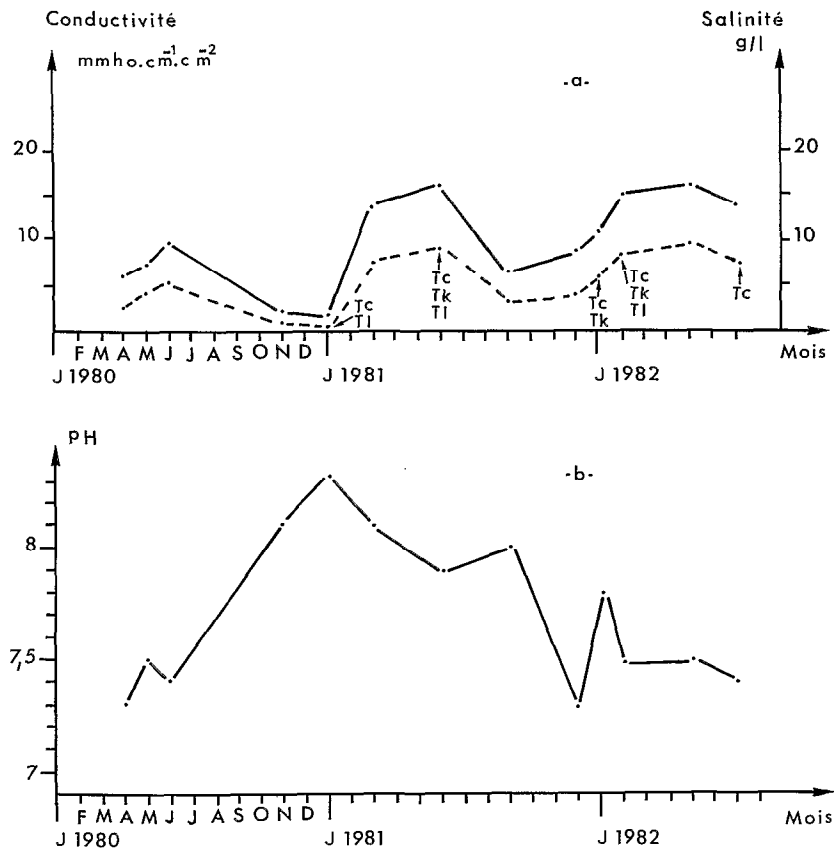 Conductivité
Salinité
mmho.cm⁻¹.cm⁻²
g/l
-a-
20
20
10
10
Tc
Tl
Tc
Tk
Tl
Tc
Tk
Tc
Tk
Tl
Tc
F M A M J J A S O N D
Mois
J 1980
J 1981
J 1982
pH
-b-
8
7,5
7
F M A M J J A S O N D
Mois
J 1980
J 1981
J 1982